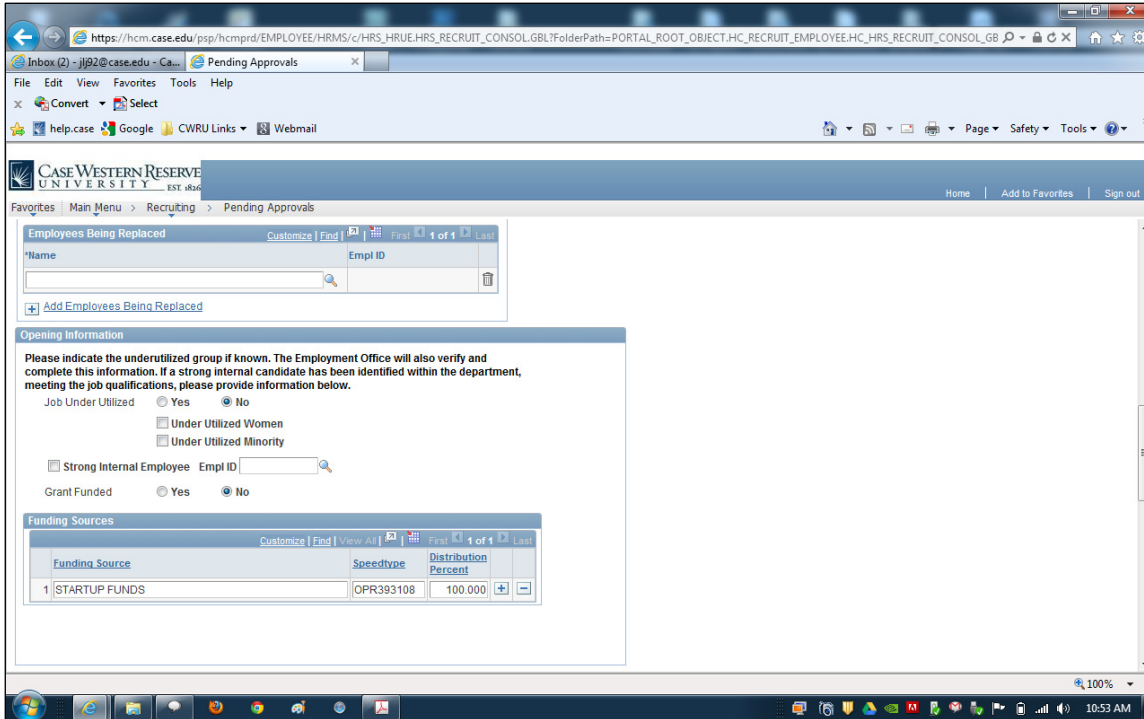 https://hcm.case.edu/psp/hcmprd/EMPLOYEE/HRMS/c/HRS_HRUE.HRS_RECRUIT_CONSOL.GBL?FolderPath=PORTAL_ROOT_OBJECT.HC_RECRUIT_EMPLOYEE.HC_HRS_RECRUIT_CONSOL_GB
Inbox (2) - jlj92@case.edu - Ca... Pending Approvals
File Edit View Favorites Tools Help
x Convert Select
help.case Google CWRU Links Webmail Page Safety Tools
CASE WESTERN RESERVE
UNIVERSITY EST. 1826
Home | Add to Favorites | Sign out
Favorites Main Menu > Recruiting > Pending Approvals
Employees Being Replaced Customize | Find | First 1 of 1 Last
*Name Empl ID
Add Employees Being Replaced
Opening Information
Please indicate the underutilized group if known. The Employment Office will also verify and
complete this information. If a strong internal candidate has been identified within the department,
meeting the job qualifications, please provide information below.
Job Under Utilized Yes No
Under Utilized Women
Under Utilized Minority
Strong Internal Employee Empl ID
Grant Funded Yes No
Funding Sources
Customize | Find | View All | First 1 of 1 Last
Funding Source Speedtype Distribution
Percent
1 STARTUP FUNDS OPR393108 100.000
100%
10:53 AM